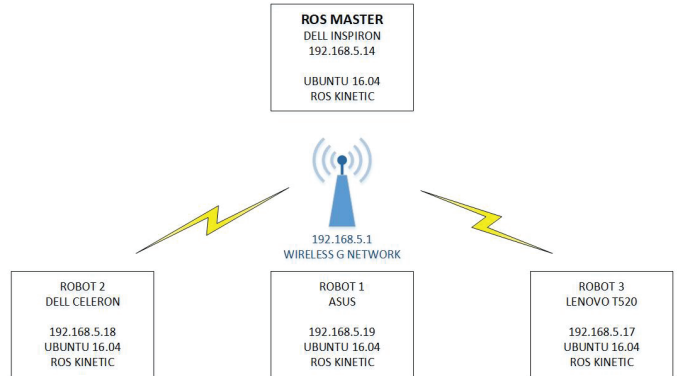 ROS MASTER
DELL INSPIRON
192.168.5.14
UBUNTU 16.04
ROS KINETIC
192.168.5.1
WIRELESS G NETWORK
ROBOT 2
DELL CELERON
192.168.5.18
UBUNTU 16.04
ROS KINETIC
ROBOT 1
ASUS
192.168.5.19
UBUNTU 16.04
ROS KINETIC
ROBOT 3
LENOVO T520
192.168.5.17
UBUNTU 16.04
ROS KINETIC